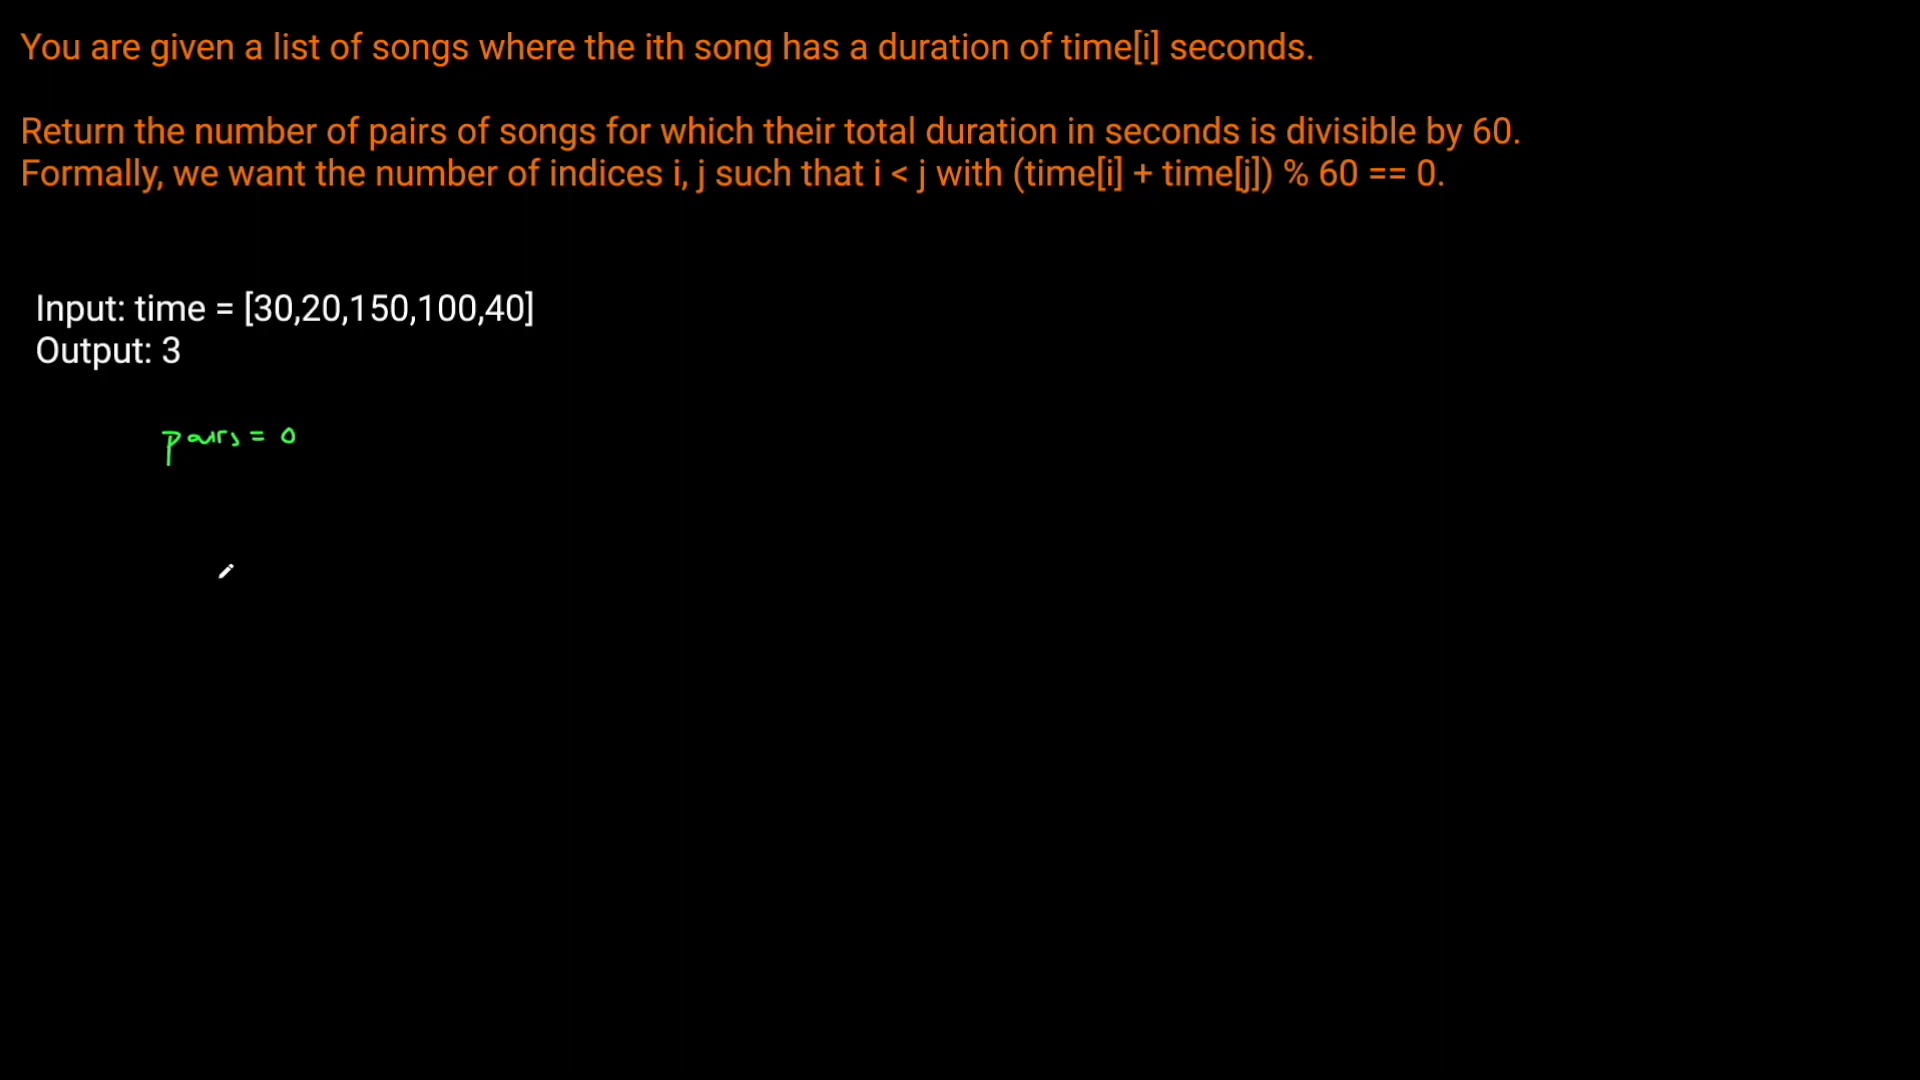 You are given a list of songs where the ith song has a duration of time[i] seconds.
Return the number of pairs of songs for which their total duration in seconds is divisible by 60.
Formally, we want the number of indices i, j such that i < j with (time[i] + time[j]) % 60 == 0.
Input: time = [30,20,150,100,40]
Output: 3
pairs = 0